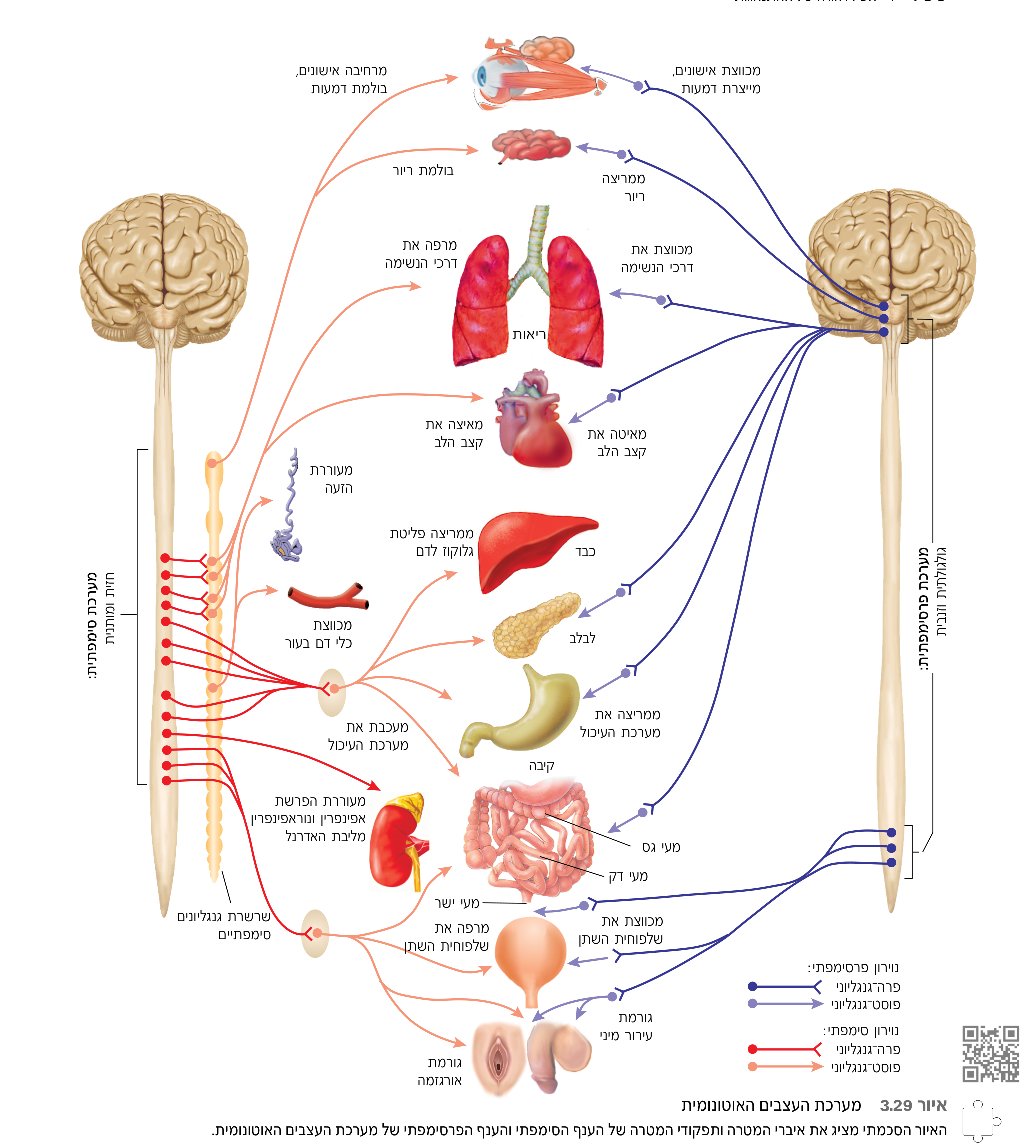 מרחיבה אישונים,
בולמת דמעות
מכווצת אישונים,
מייצרת דמעות
בולמת ריור
ממריצה
ריור
מרפה את
דרכי הנשימה
מכווצת את
דרכי הנשימה
ריאות
מאיצה את
קצב הלב
מאיטה את
קצב הלב
מעוררת
הזעה
ממריצה פליטת
גלוקוז לדם
כבד
מכווצת
כלי דם בעור
לבלב
מערכת סימפתטית:
חזית ומותנית
מערכת פרסימפתטית:
גולגולתית וזנבית
מעכבת את
מערכת העיכול
ממריצה את
מערכת העיכול
קיבה
מעוררת הפרשת
אפינפרין ונוראפינפרין
מליבת האדרנל
מעי גס
מעי דק
מעי ישר
שרשרת גנגליונים
סימפתיים
מרפה את
שלפוחית השתן
מכווצת את
שלפוחית השתן
גורמת
עירור מיני
גורמת
אורגזמה
נוירון פרסימפתי:
פרה־גנגליוני
פוסט־גנגליוני
נוירון סימפתי:
פרה־גנגליוני
פוסט־גנגליוני
איור 3.29 מערכת העצבים האוטונומית
האיור הסכמתי מציג את איברי המטרה ותפקודי המטרה של הענף הסימפתי והענף הפרסימפתי של מערכת העצבים האוטונומית.